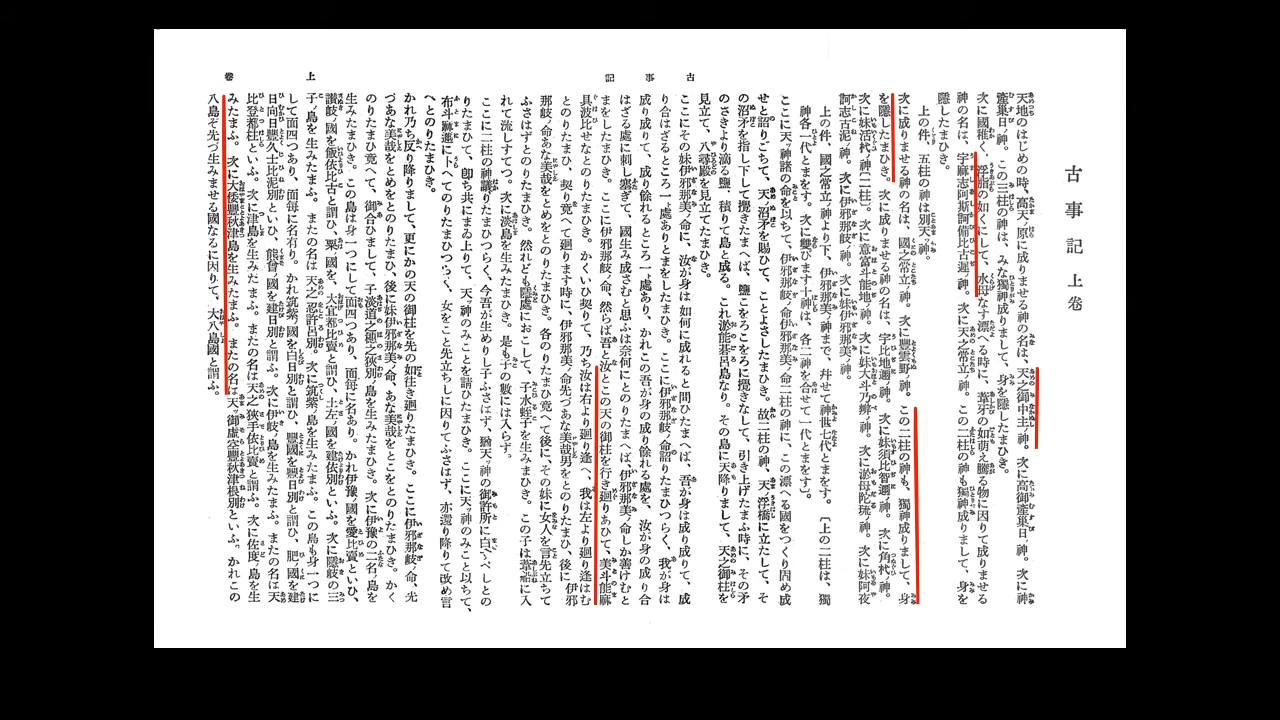 古事記
上卷
古事記上卷
天地のはじめの時、高天ノ原に成りませる神の名は、天之御中主ノ神。次に高御產巢日ノ神。次に神
產巢日ノ神。この三柱の神は、みな獨神成りまして、身を隱したまひき。
次に國稚く、浮脂の如くにして、水母なす漂へる時に、葦牙の如萌え騰る物に因りて成りませる
神の名は、宇麻志阿斯訶備比古遲ノ神。次に天之常立ノ神。この二柱の神も獨神成りまして、身を
隱したまひき。
上の件、五柱の神は別天ツ神。
次に成りませる神の名は、國之常立ノ神。次に豐雲野ノ神。この二柱の神も、獨神成りまして、身
を隱したまひき。次に成りませる神の名は、宇比地邇ノ神。次に妹須比智邇ノ神。次に角杙ノ神。
次に妹活杙ノ神〔二柱〕。次に意富斗能地ノ神。次に妹大斗乃辨ノ神。次に淤母陀琉ノ神。次に妹阿夜
訶志古泥ノ神。次に伊邪那岐ノ神。次に妹伊邪那美ノ神。
上の件、國之常立ノ神より下、伊邪那美ノ神まで、幷せて神世七代とまをす。〔上の二柱は、獨
神各一代とまをす。次に雙びます十神は、各二神を合せて一代とまをす〕。
ここに天ツ神諸の命を以ちて、伊邪那岐ノ命伊邪那美ノ命二柱の神に、この漂へる國をつくり固め成
せと詔りごちて、天ノ沼矛を賜ひて、ことよさしたまひき。故二柱の神、天ノ浮橋に立たして、そ
の沼矛を指し下して攪きたまへば、鹽こをろこをろに攪きなして、引き上げたまふ時に、その矛
のさきより滴る鹽、積りて島と成る。これ淤能碁呂島なり。その島に天降りまして、天之御柱を
見立て、八尋殿を見立てたまひき。
ここにその妹伊邪那美ノ命に、汝が身は如何に成れると問ひたまへば、吾が身は成り成りて、成
り合はざるところ一處ありとまをしたまひき。ここに伊邪那岐ノ命詔りたまひつらく、我が身は
成り成りて、成り餘れるところ一處あり、かれこの吾が身の成り餘れる處を、汝が身の成り合
はざる處に刺し塞ぎて、國生み成さむと思ふは奈何にとのりたまへば、伊邪那美ノ命しか善けむと
まをしたまひき。ここに伊邪那岐ノ命、然らば吾と汝とこの天の御柱を行き廻りあひて、美斗能麻
具波比せなとのりたまひき。かくいひ契りて、乃ち汝は右より廻り逢へ、我は左より廻り逢はむ
とのりたまひ、契り竟へて廻ります時に、伊邪那美ノ命先づあな美哉男をとのりたまひ、後に伊邪
那岐ノ命あな美哉をとめをとのりたまひき。各のりたまひ竟へて後に、その妹に女人を言先立ちて
ふさはずとのりたまひき。然れども隱處におこして、子水蛭子を生みたまひき。この子は葦船に入
れて流しすてつ。次に淡島を生みたまひき。是も子の數には入らず。
ここに二柱の神議りたまひつらく、今吾が生めりし子ふさはず、猶天ツ神の御許所に白すべしとの
りたまひて、卽ち共にまゐ上りて、天ツ神のみことを請ひたまひき。ここに天ツ神のみこと以ちて、
布斗麻邇に卜へてのりたまひつらく、女をこと先立ちしに因りてふさはず、亦還り降りて改め言
へとのりたまひき。
かれ乃ち反り降りまして、更にかの天の御柱を先の如往き廻りたまひき。ここに伊邪那岐ノ命、先
づあな美哉をとめをとのりたまひ、後に妹伊邪那美ノ命、あな美哉をとこをとのりたまひき。かく
のりたまひ竟へて、御合ひまして、子淡道之穗之狹別ノ島を生みたまひき。次に伊豫の二名ノ島を
生みたまひき。この島は身一つにして面四つあり、面每に名あり。かれ伊豫ノ國を愛比賣といひ、
讚岐ノ國を飯依比古と謂ひ、粟ノ國を、大宜都比賣と謂ひ、土左ノ國を建依別といふ。次に隱岐の三
子ノ島を生みたまふ。またの名は天之忍許呂別。次に筑紫ノ島を生みたまふ。この島も身一つに
して面四つあり、面每に名有り。かれ筑紫ノ國を白日別と謂ひ、豐國を豐日別と謂ひ、肥ノ國を建
日向日豐久士比泥別といひ、熊曾ノ國を建日別と謂ふ。次に伊岐ノ島を生みたまふ。またの名は天
比登都柱といふ。次に津島を生みたまふ。またの名は天之狹手依比賣と謂ふ。次に佐度ノ島を生
みたまふ。次に大倭豐秋津島を生みたまふ。またの名は天ツ御虛空豐秋津根別といふ。かれこの
八島ぞ先づ生みませる國なるに因りて、大八島國と謂ふ。